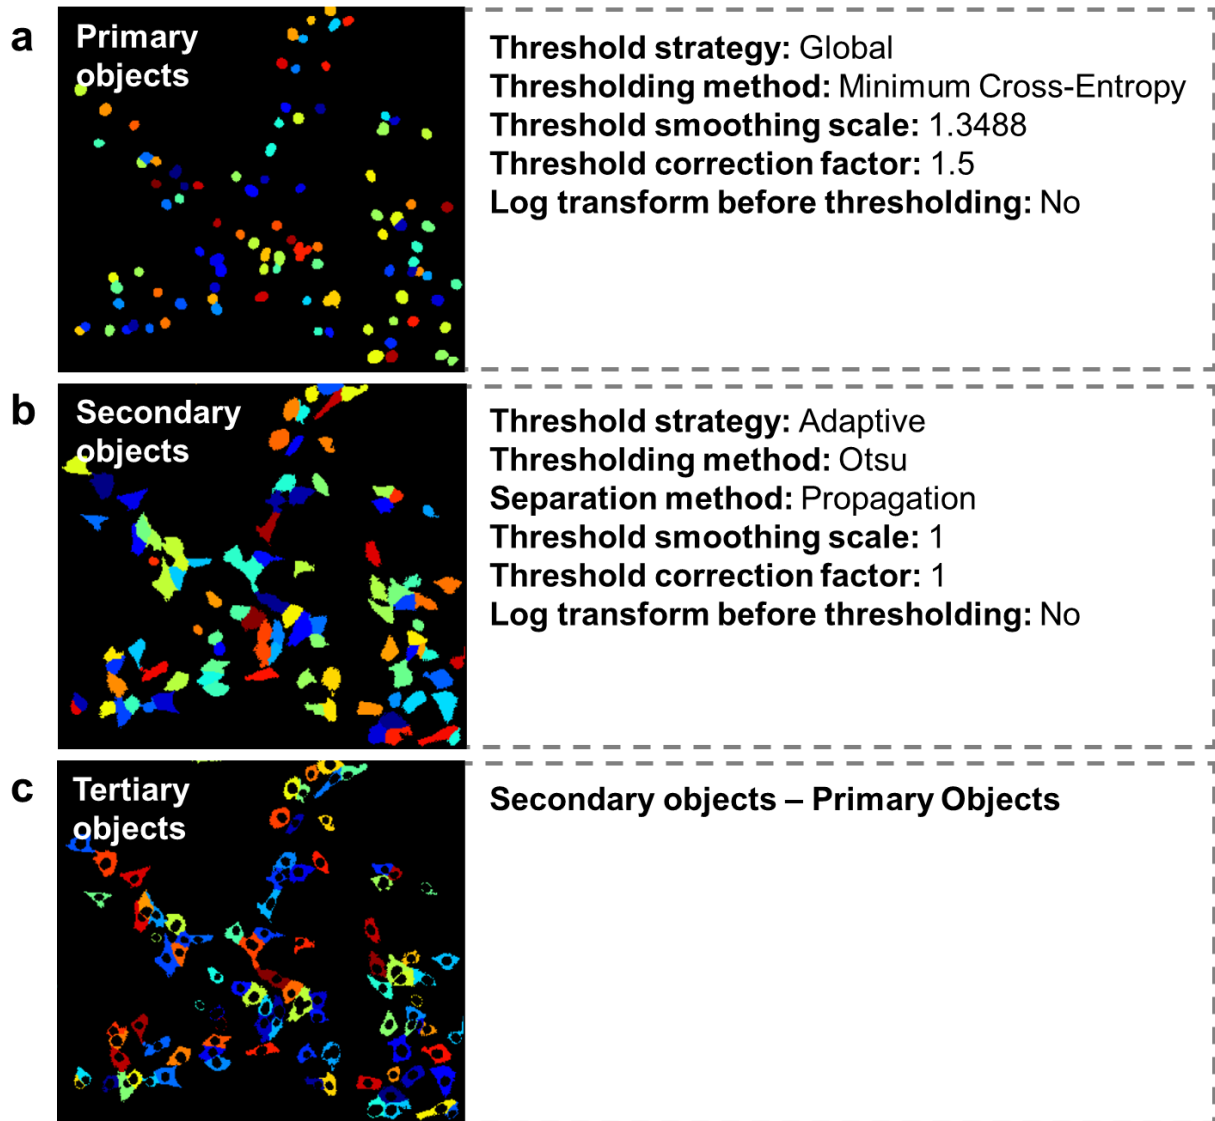 a
Primary
objects
Threshold strategy: Global
Thresholding method: Minimum Cross-Entropy
Threshold smoothing scale: 1.3488
Threshold correction factor: 1.5
Log transform before thresholding: No
b
Secondary
objects
Threshold strategy: Adaptive
Thresholding method: Otsu
Separation method: Propagation
Threshold smoothing scale: 1
Threshold correction factor: 1
Log transform before thresholding: No
c
Tertiary
objects
Secondary objects – Primary Objects